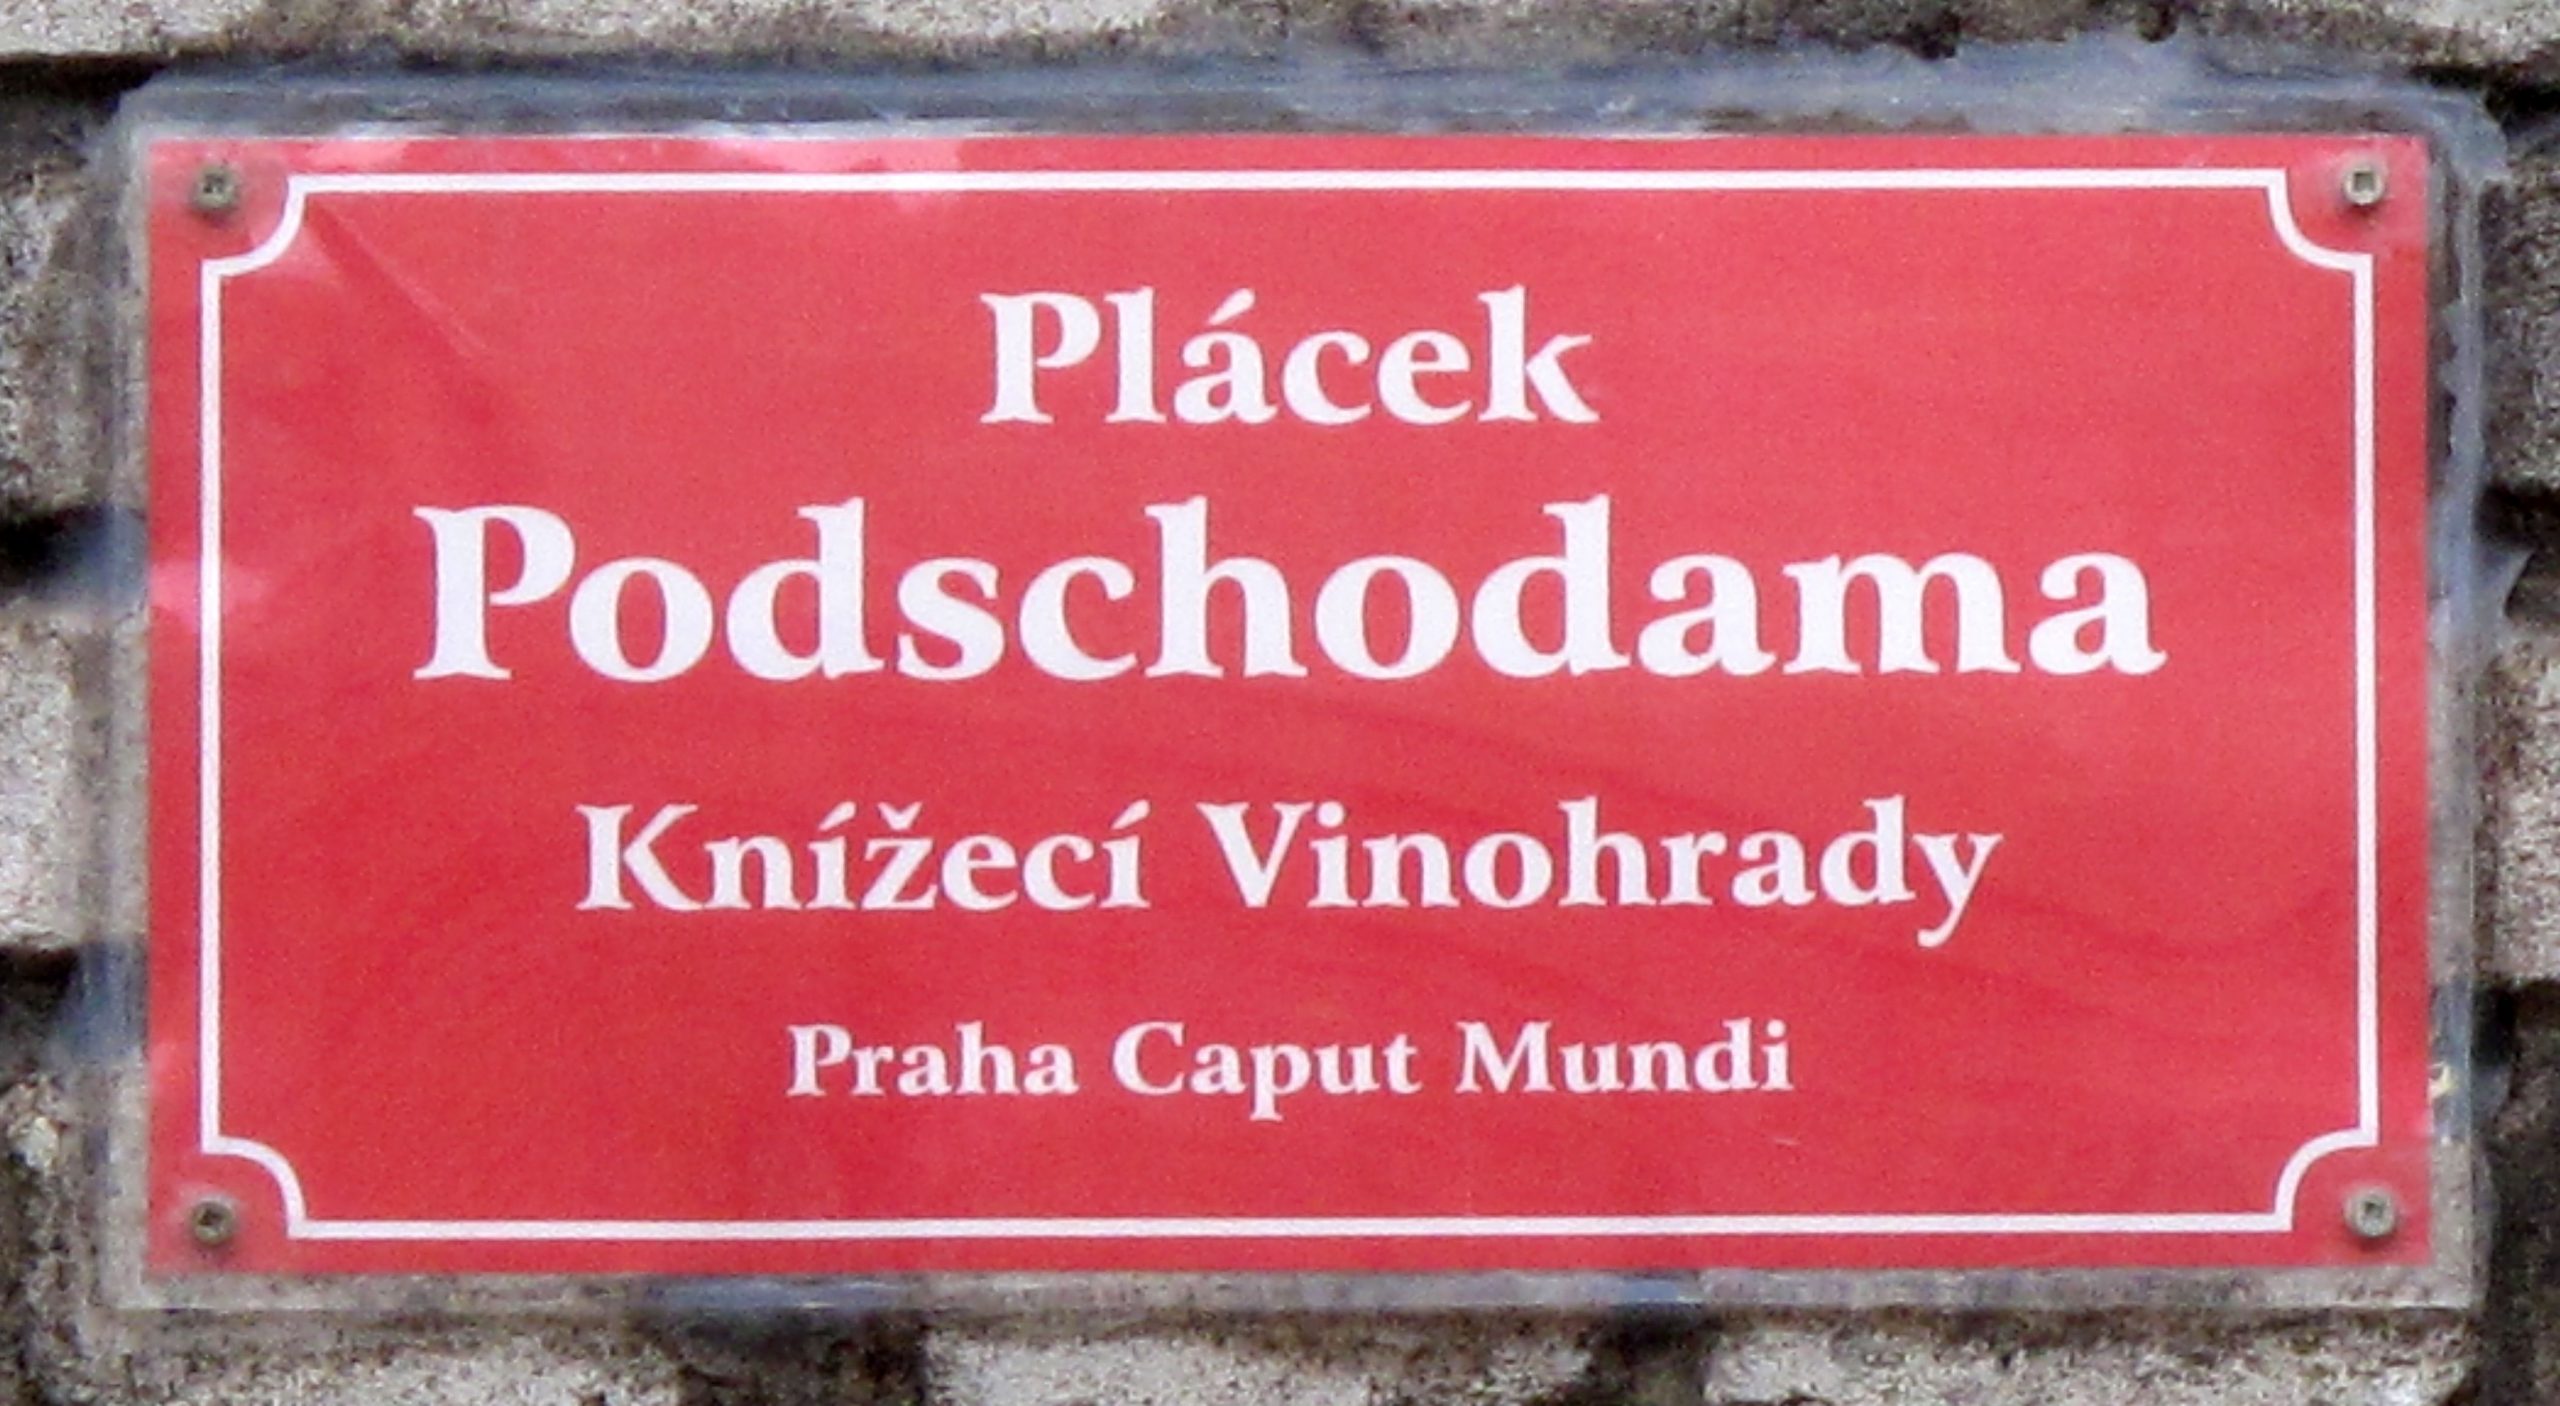 Plácek
Podschodama
Knížecí Vinohrady
Praha Caput Mundi